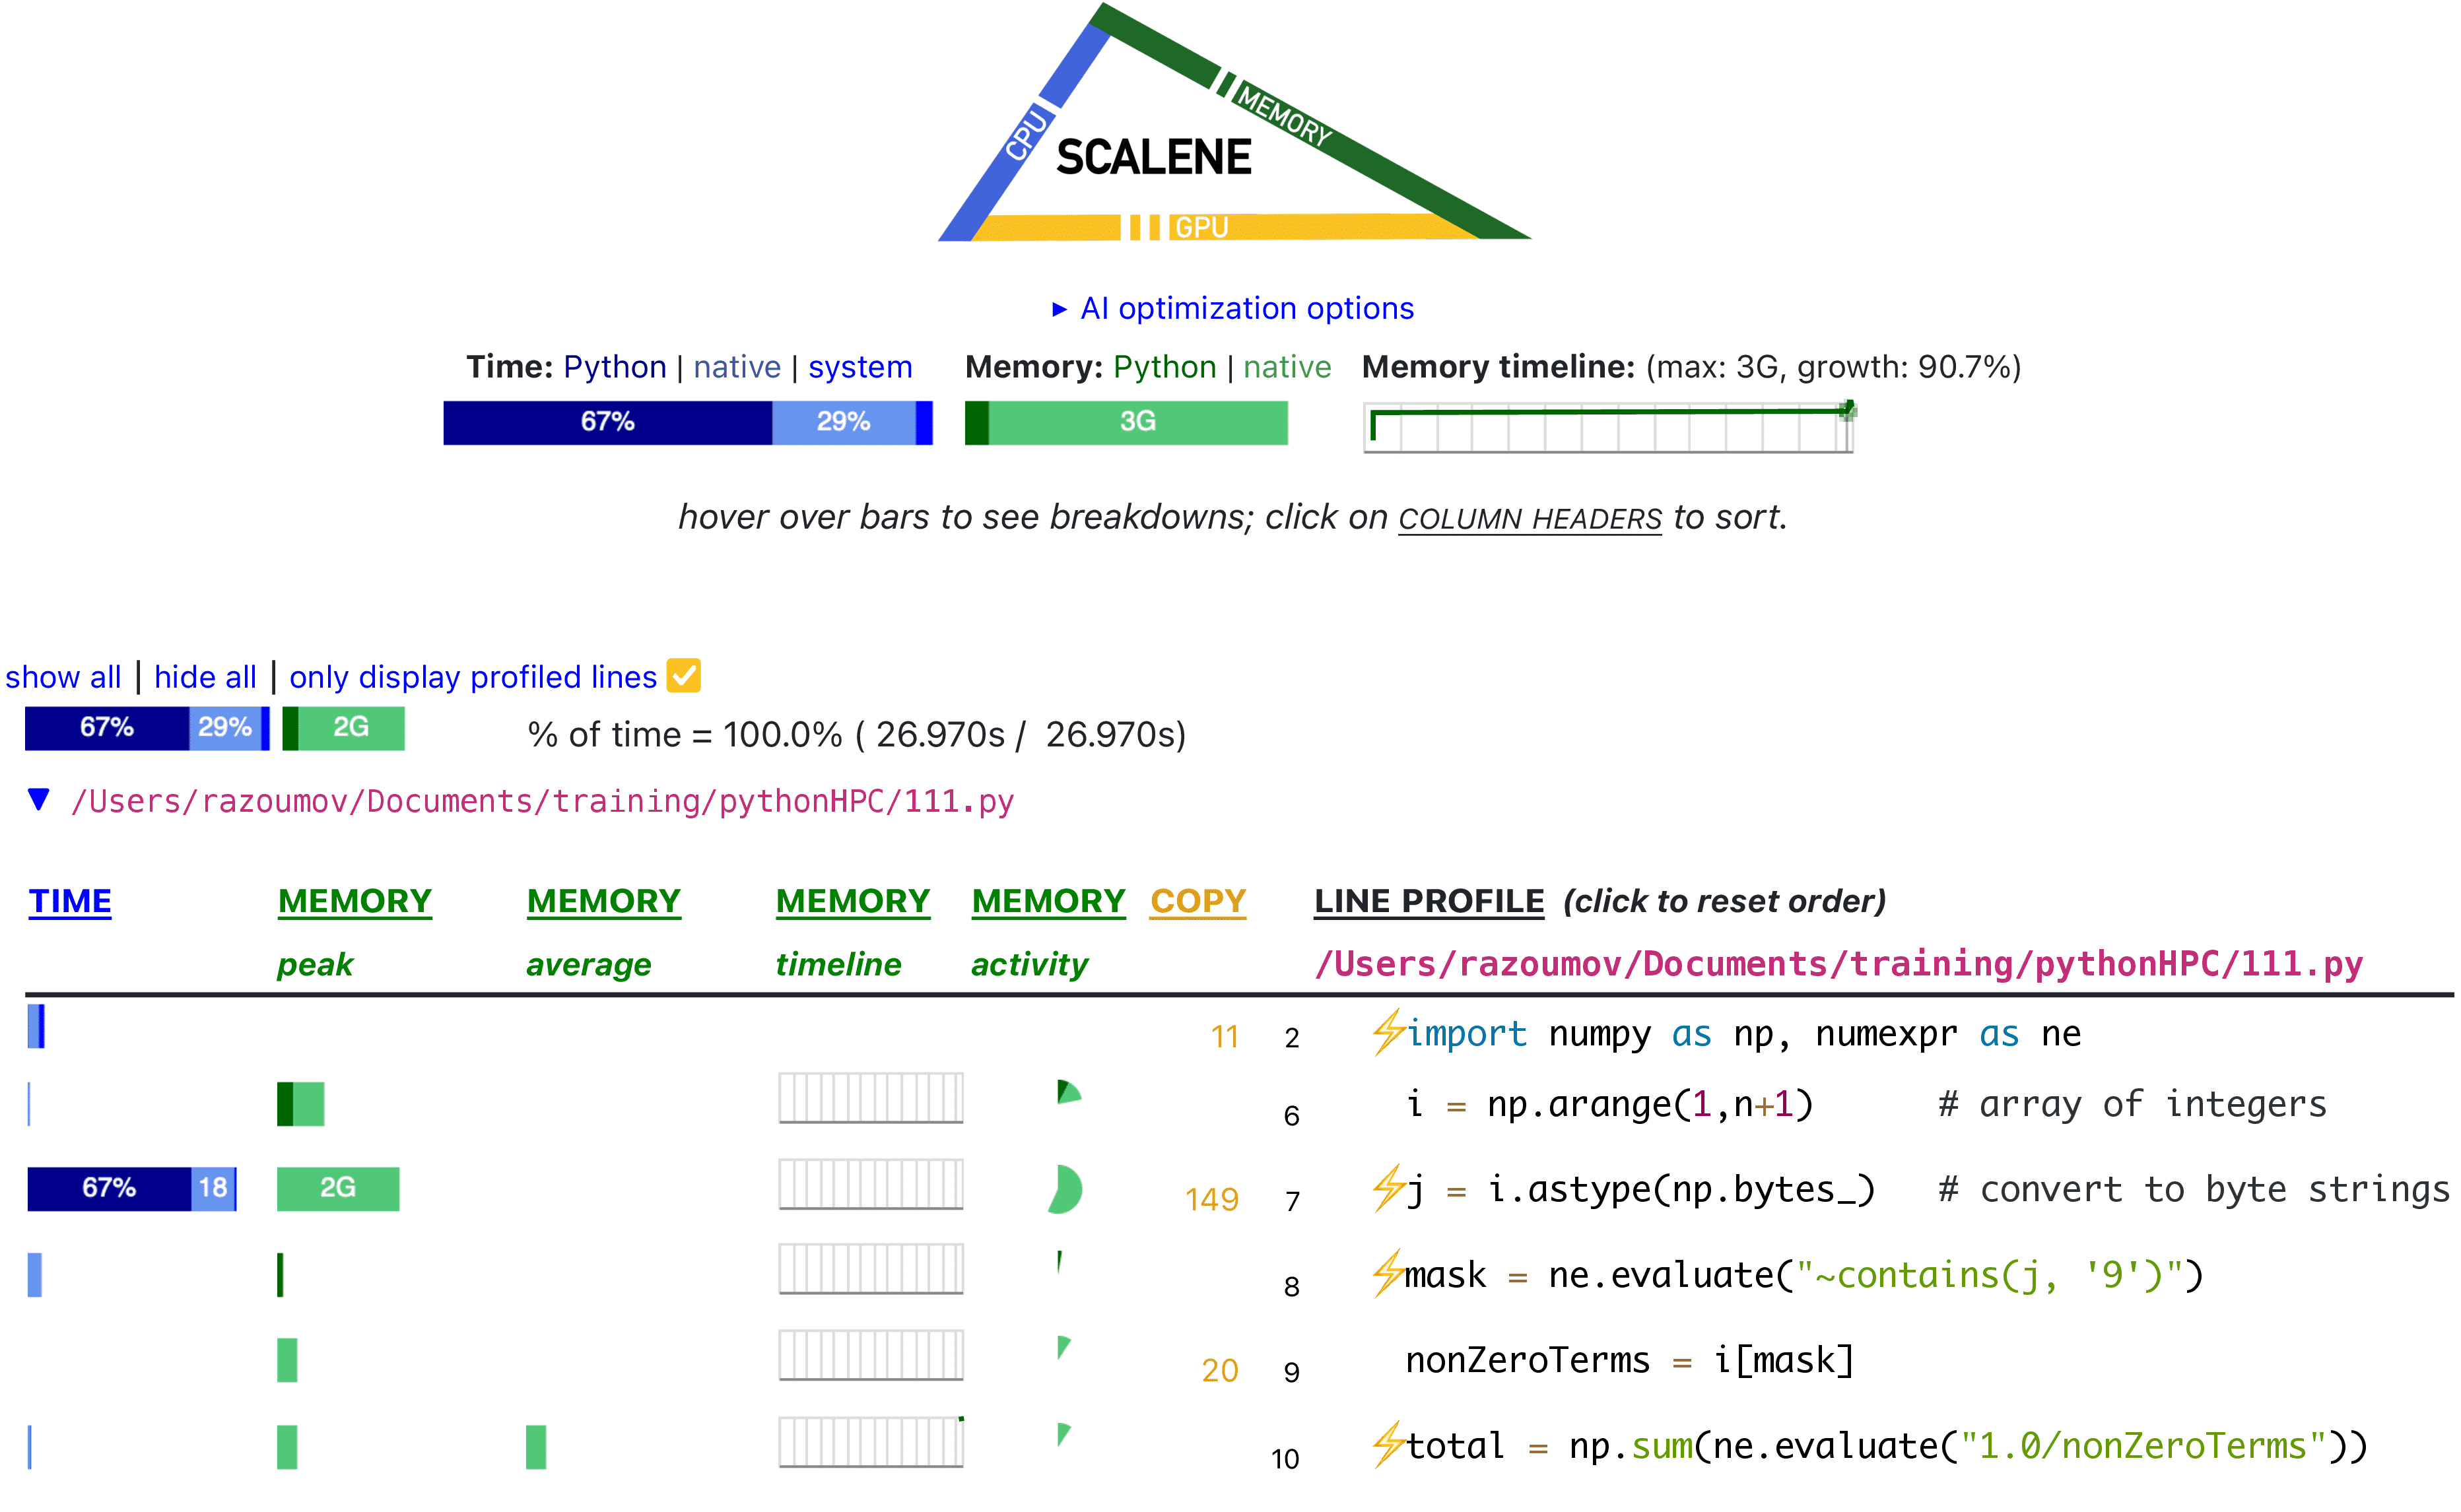 CPU
MEMORY
SCALENE
GPU
▸ AI optimization options
Time: Python | native | system
Memory: Python | native
Memory timeline: (max: 3G, growth: 90.7%)
67% 29%
3G
hover over bars to see breakdowns; click on COLUMN HEADERS to sort.
show all | hide all | only display profiled lines ✅
67% 29% 2G % of time = 100.0% ( 26.970s / 26.970s)
▼ /Users/razoumov/Documents/training/pythonHPC/111.py
TIME MEMORY MEMORY MEMORY MEMORY COPY LINE PROFILE (click to reset order)
peak average timeline activity /Users/razoumov/Documents/training/pythonHPC/111.py
11 2 ⚡import numpy as np, numexpr as ne
6 i = np.arange(1,n+1) # array of integers
67% 18 2G 149 7 ⚡j = i.astype(np.bytes_) # convert to byte strings
8 ⚡mask = ne.evaluate("~contains(j, '9')")
20 9 nonZeroTerms = i[mask]
10 ⚡total = np.sum(ne.evaluate("1.0/nonZeroTerms"))